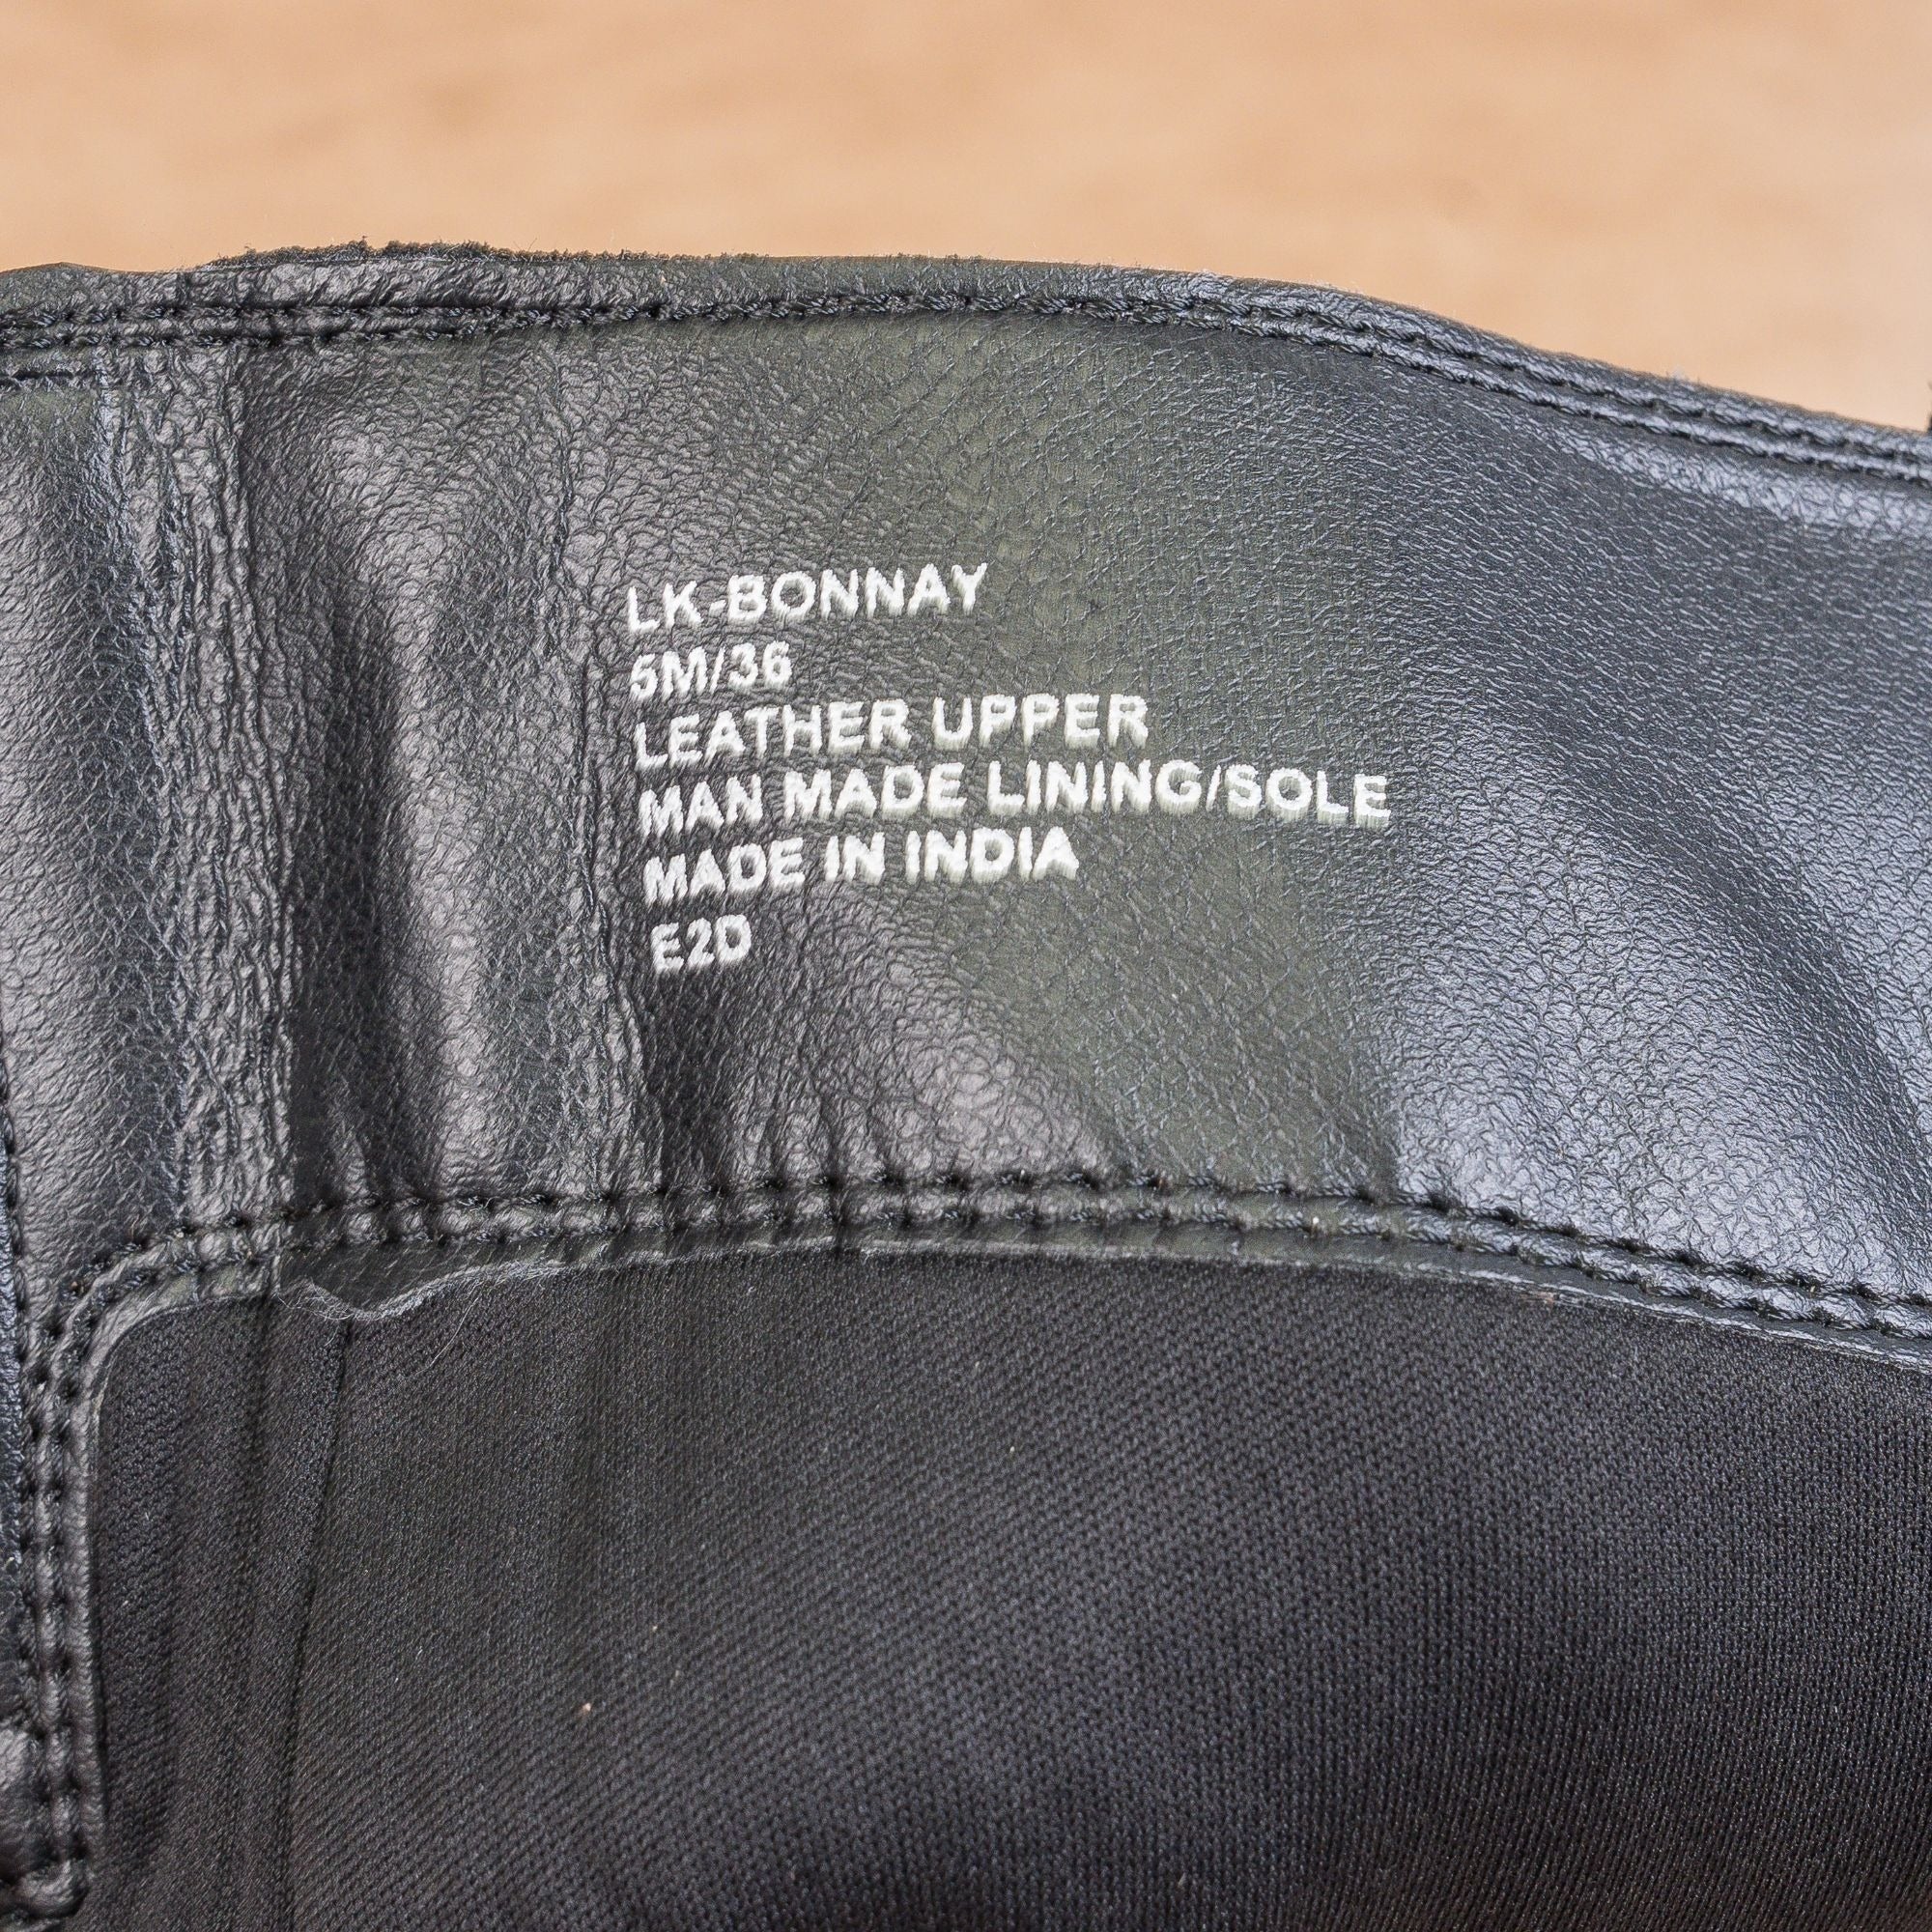 LK-BONNAY
5M/36
LEATHER UPPER
MAN MADE LINING/SOLE
MADE IN INDIA
E2D